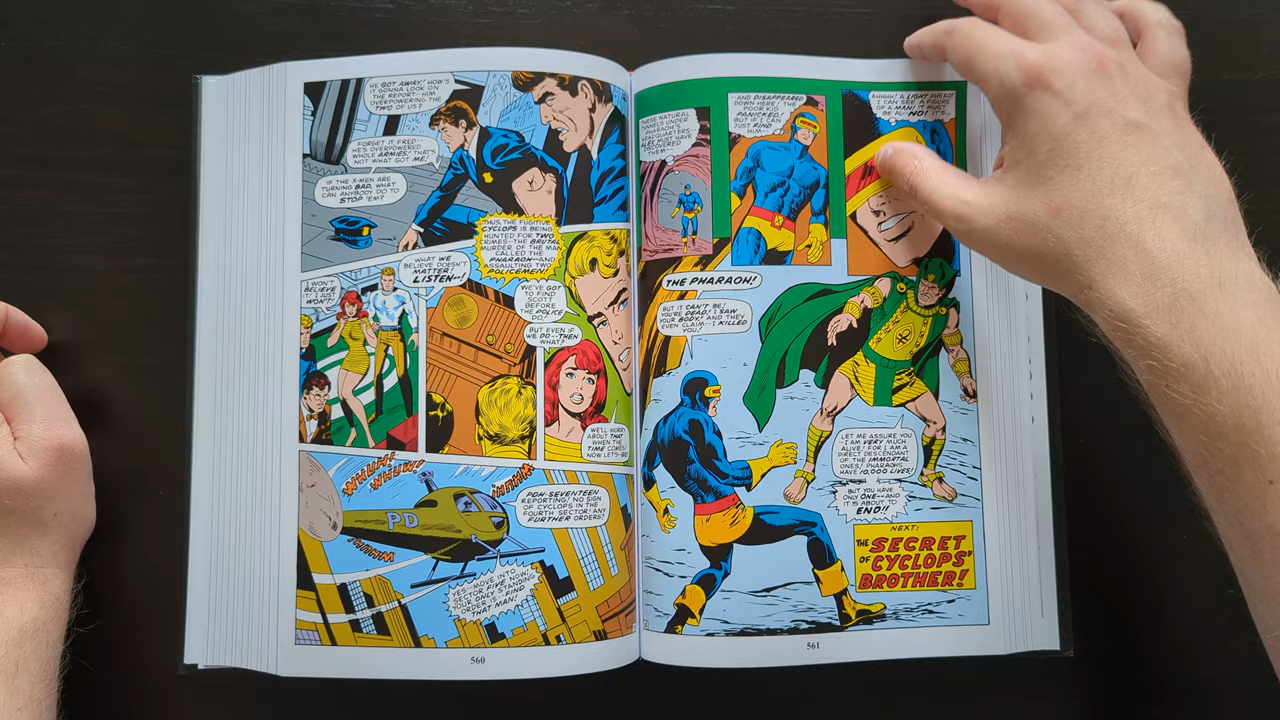 HE GOT AWAY! HOW'S
IT GONNA LOOK ON
THE REPORT--HIM
OVERPOWERING THE
TWO OF US?
FORGET IT, FRED--
HE'S OVERPOWERED
WHOLE ARMIES! THAT'S
NOT WHAT GOT ME!
IF THE X-MEN ARE
TURNING BAD, WHAT
CAN ANYBODY DO TO
STOP 'EM?
THUS, THE FUGITIVE
CYCLOPS IS BEING
HUNTED FOR TWO
CRIMES--THE BRUTAL
MURDER OF THE MAN
CALLED THE
PHARAOH--AND
ASSAULTING TWO
POLICEMEN!
I WON'T
BELIEVE
IT! I JUST
WON'T!
WHAT WE
BELIEVE DOESN'T
MATTER!
LISTEN--!
WE'VE GOT
TO FIND
SCOTT
BEFORE
THE POLICE
DO!
BUT EVEN IF
WE DO--THEN
WHAT?
WE'LL WORRY
ABOUT THAT
WHEN THE
TIME COMES!
NOW LET'S-GO!
WHUH!
WHUWH
PD
PDH-SEVENTEEN
REPORTING! NO SIGN
OF CYCLOPS IN THE
FOURTH SECTOR! ANY
FURTHER ORDERS?
YES--MOVE INTO
SECTOR FIVE NOW!
YOUR ONLY STANDING
ORDER IS--FIND
THAT MAN!
560
THESE NATURAL
TUNNELS UNDER
PHARAOH'S
HEADQUARTERS--
ALEX MUST HAVE
DISCOVERED
THEM--
--AND DISAPPEARED
DOWN HERE! THE
POOR KID
PANICKED!
BUT IF I CAN
JUST FIND
HIM--
AHHHH! A LIGHT AHEAD!
I CAN SEE A FIGURE
OF A MAN! IT MUST
BE AL--NO! IT'S...
THE PHARAOH!
BUT IT CAN'T BE!
YOU'RE DEAD! I SAW
YOUR BODY! AND THEY
EVEN CLAIM--I KILLED
YOU!
LET ME ASSURE YOU
--I AM VERY MUCH
ALIVE! FOR I AM A
DIRECT DESCENDANT
OF THE IMMORTAL
ONES! PHARAOHS
HAVE 10,000 LIVES!
BUT YOU HAVE
ONLY ONE--AND
IT IS ABOUT TO
END!!
NEXT:
THE SECRET
OF CYCLOPS'
BROTHER!
561